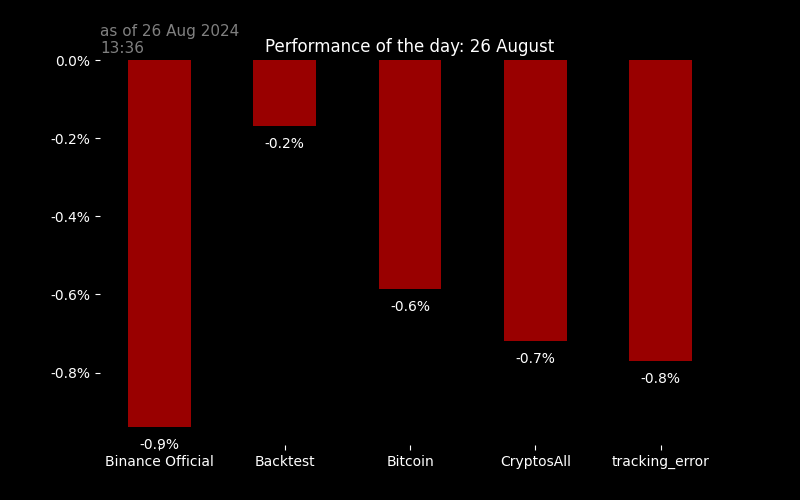 as of 26 Aug 2024
13:36
Performance of the day: 26 August
0.0%
-0.2%
-0.4%
-0.6%
-0.8%
-0.9%
-0.2%
-0.6%
-0.7%
-0.8%
Binance Official
Backtest
Bitcoin
CryptosAll
tracking_error